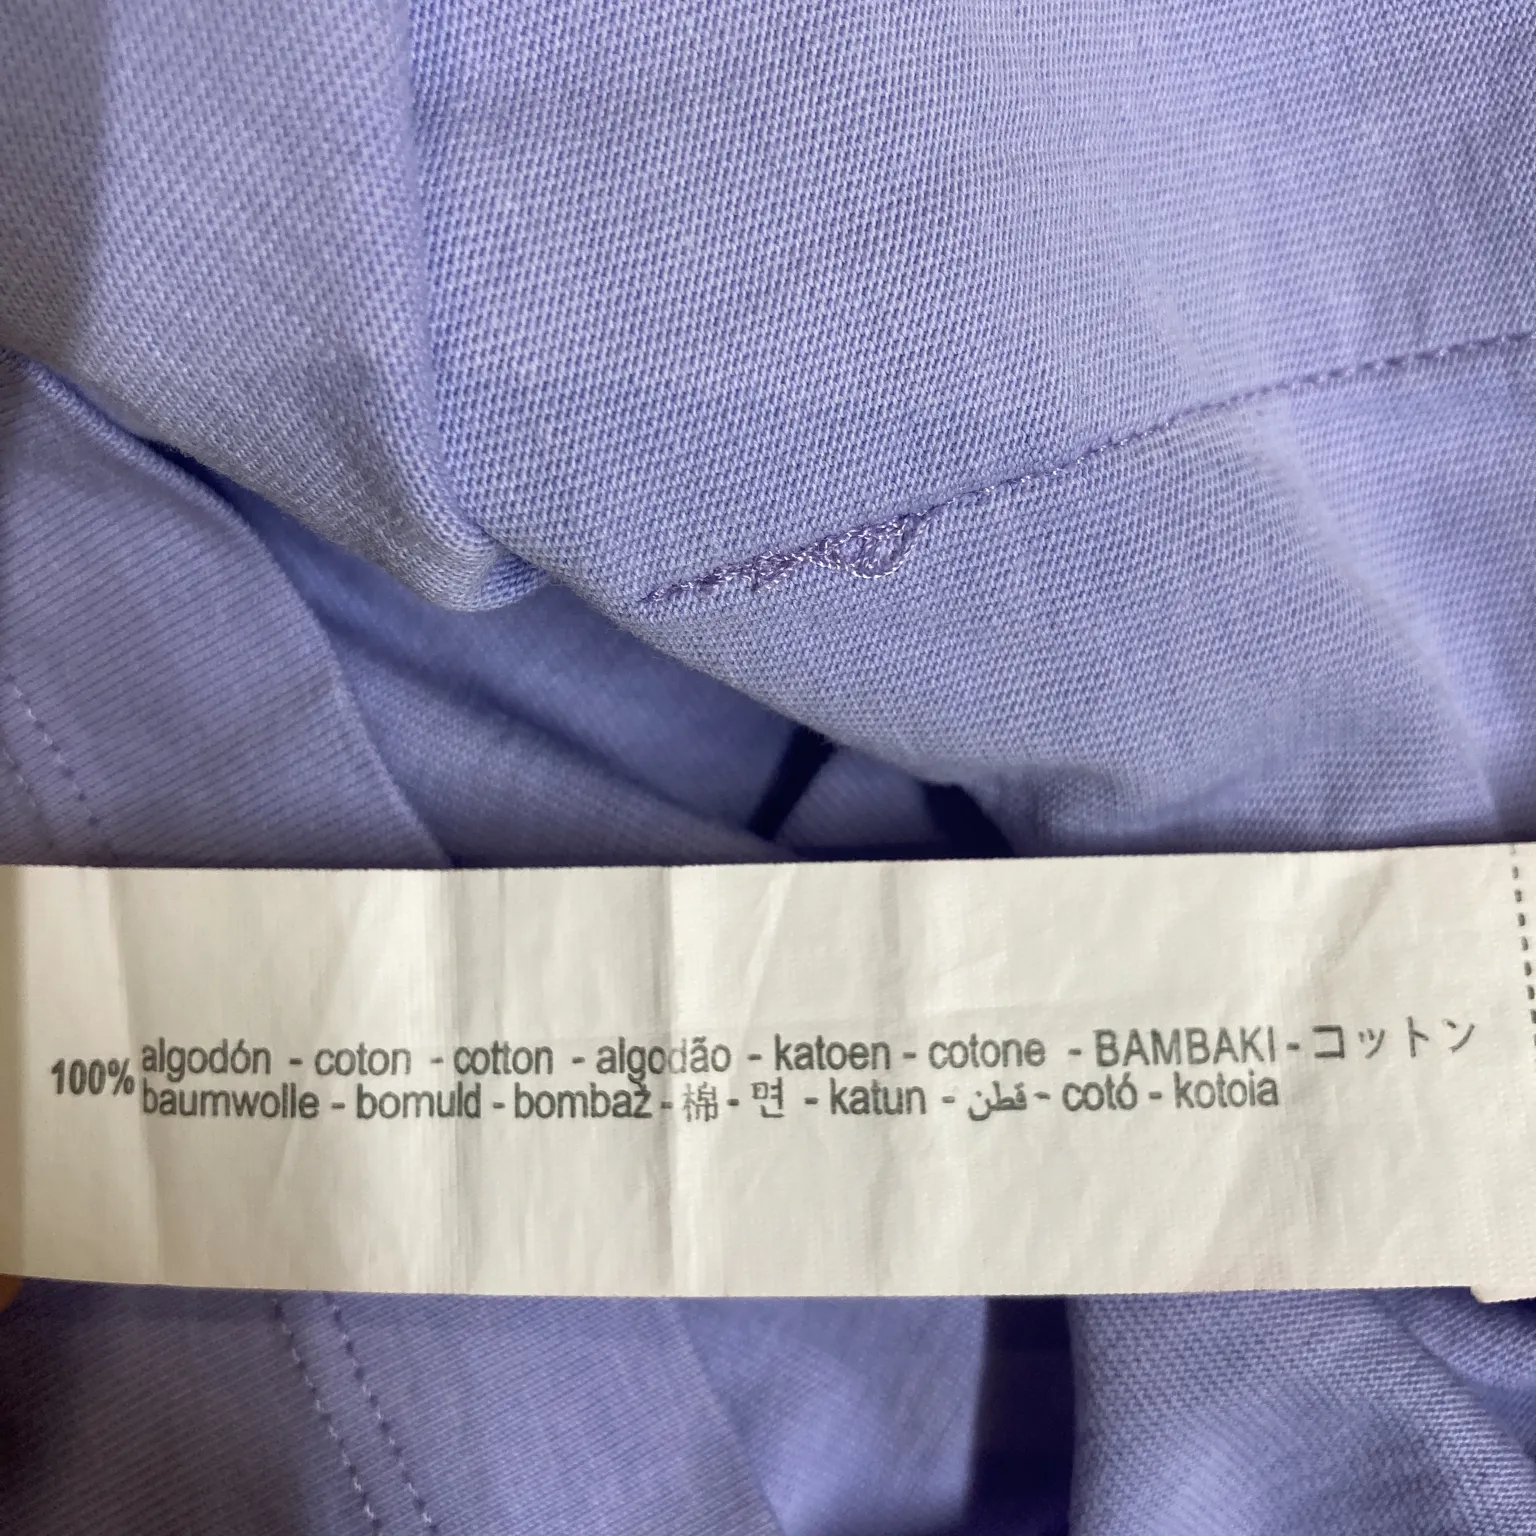 100% algodón - coton - cotton - algodão - katoen - cotone - BAMBAKI - コットン
baumwolle - bomuld - bombaž - 棉 - 면 - katun - قطن - cotó - kotoia